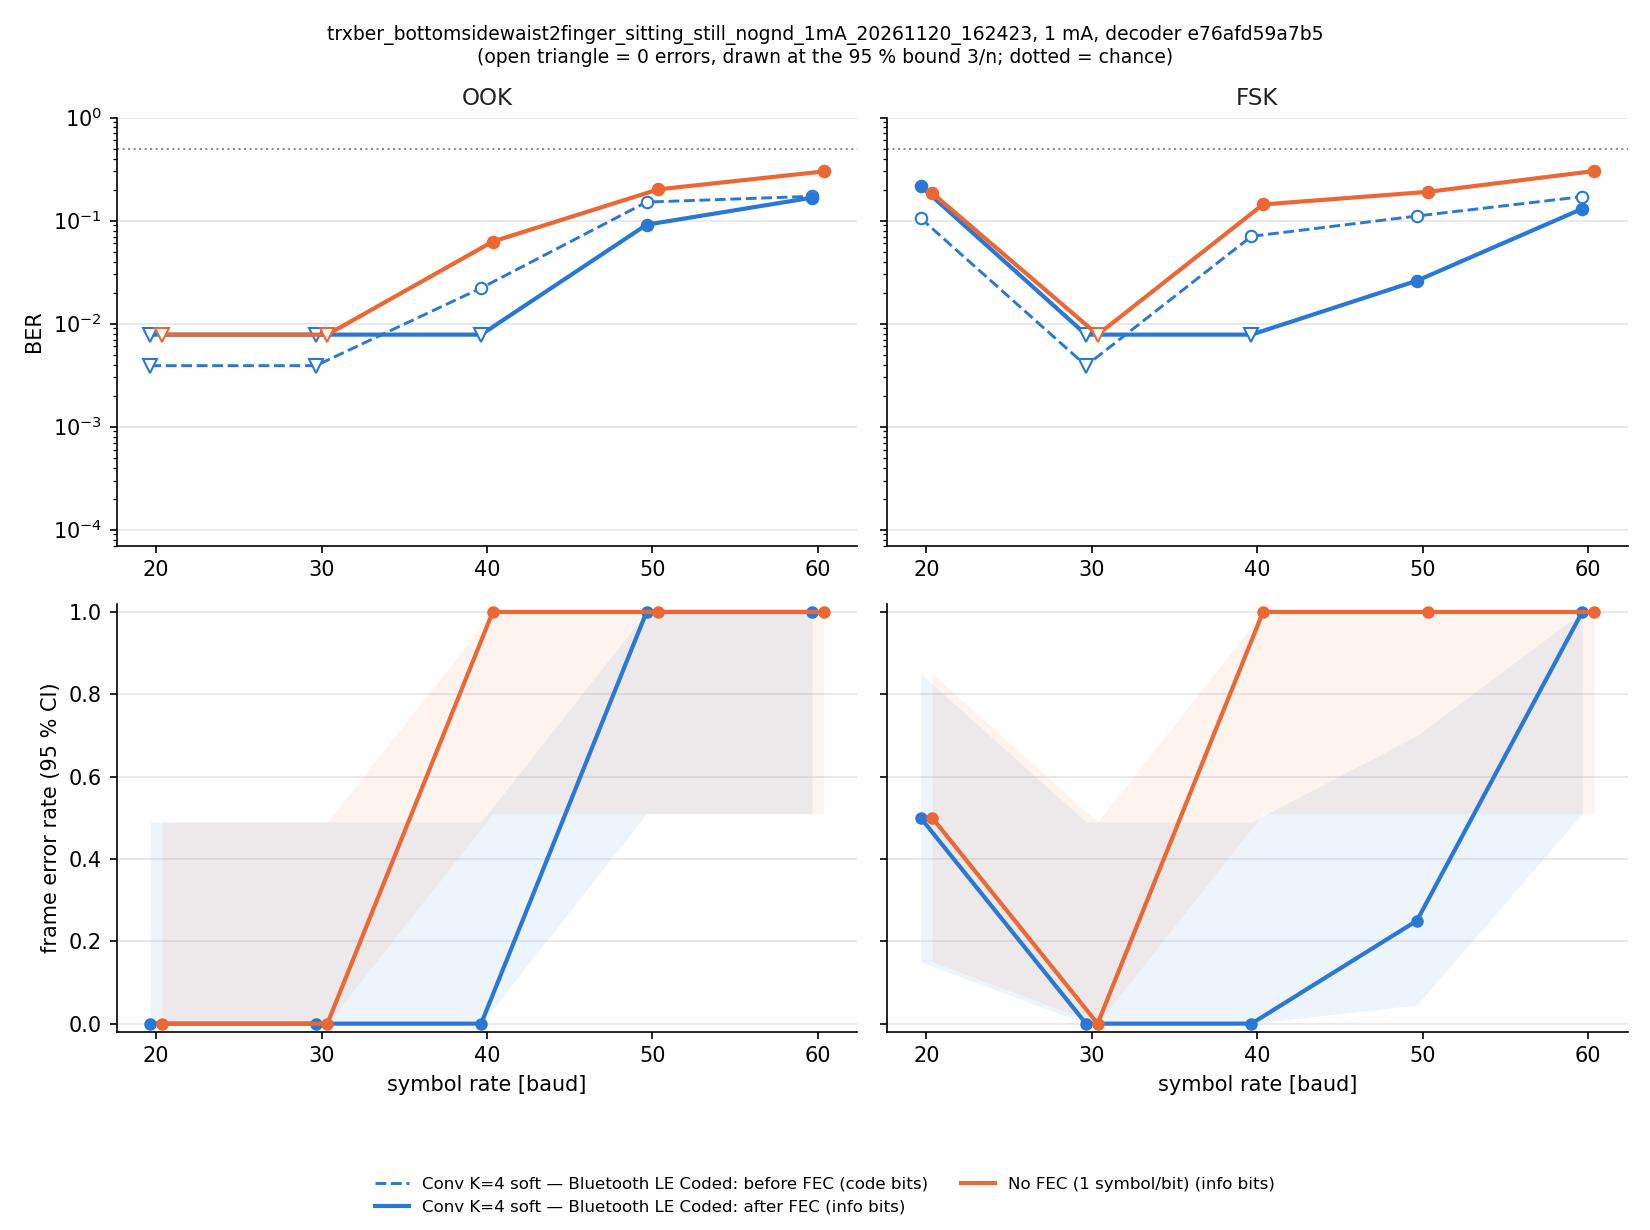 trxber_bottomsidewaist2finger_sitting_still_nognd_1mA_20261120_162423, 1 mA, decoder e76afd59a7b5
(open triangle = 0 errors, drawn at the 95 % bound 3/n; dotted = chance)
OOK
FSK
BER
10⁰
10⁻¹
10⁻²
10⁻³
10⁻⁴
20 30 40 50 60
20 30 40 50 60
frame error rate (95 % CI)
1.0
0.8
0.6
0.4
0.2
0.0
20 30 40 50 60
20 30 40 50 60
symbol rate [baud]
symbol rate [baud]
Conv K=4 soft — Bluetooth LE Coded: before FEC (code bits)
Conv K=4 soft — Bluetooth LE Coded: after FEC (info bits)
No FEC (1 symbol/bit) (info bits)